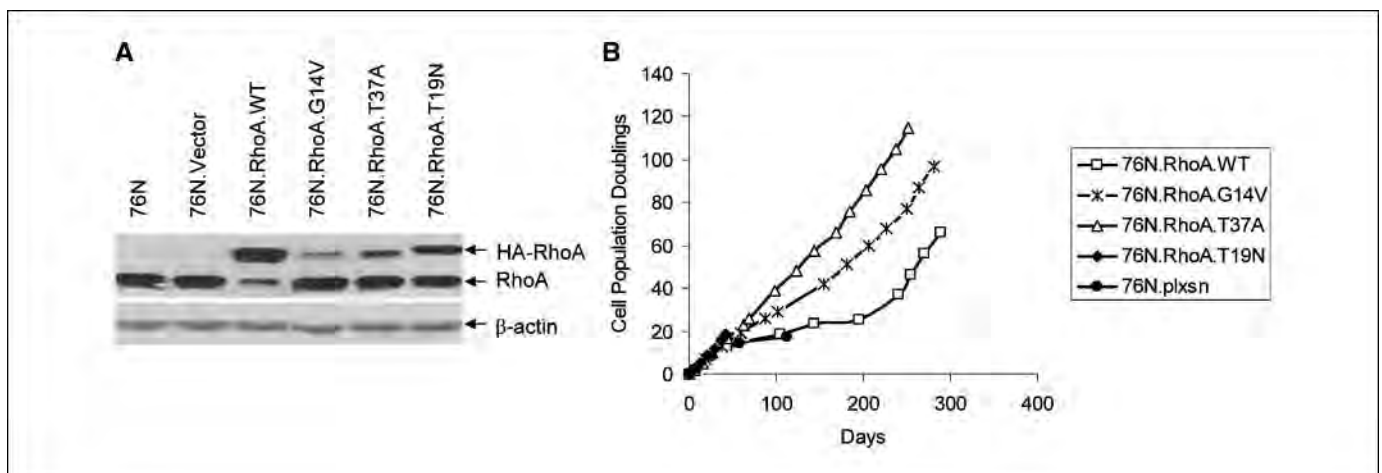 A
76N
76N.Vector
76N.RhoA.WT
76N.RhoA.G14V
76N.RhoA.T37A
76N.RhoA.T19N
HA-RhoA
RhoA
β-actin
B
Cell Population Doublings
140
120
100
80
60
40
20
0
0 100 200 300 400
Days
76N.RhoA.WT
76N.RhoA.G14V
76N.RhoA.T37A
76N.RhoA.T19N
76N.plxsn